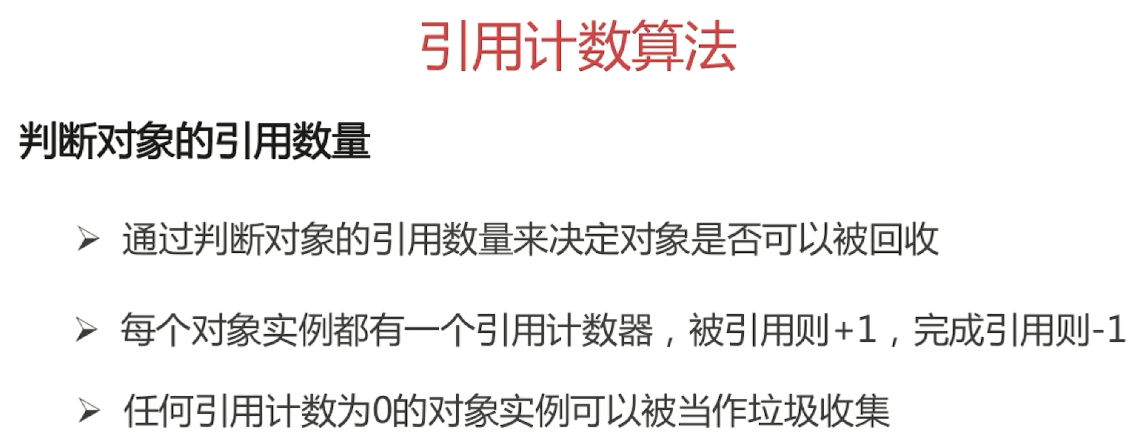 引用计数算法
判断对象的引用数量
➢ 通过判断对象的引用数量来决定对象是否可以被回收
➢ 每个对象实例都有一个引用计数器，被引用则+1，完成引用则-1
➢ 任何引用计数为0的对象实例可以被当作垃圾收集